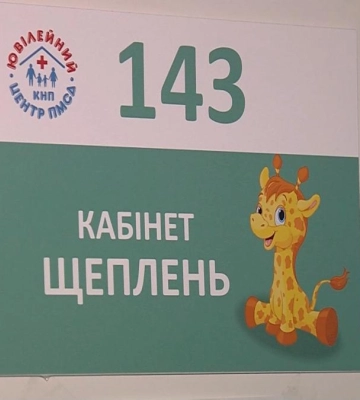 ЮВІЛЕЙНИЙ
КНП
ЦЕНТР ПМСД
143
КАБІНЕТ
ЩЕПЛЕНЬ